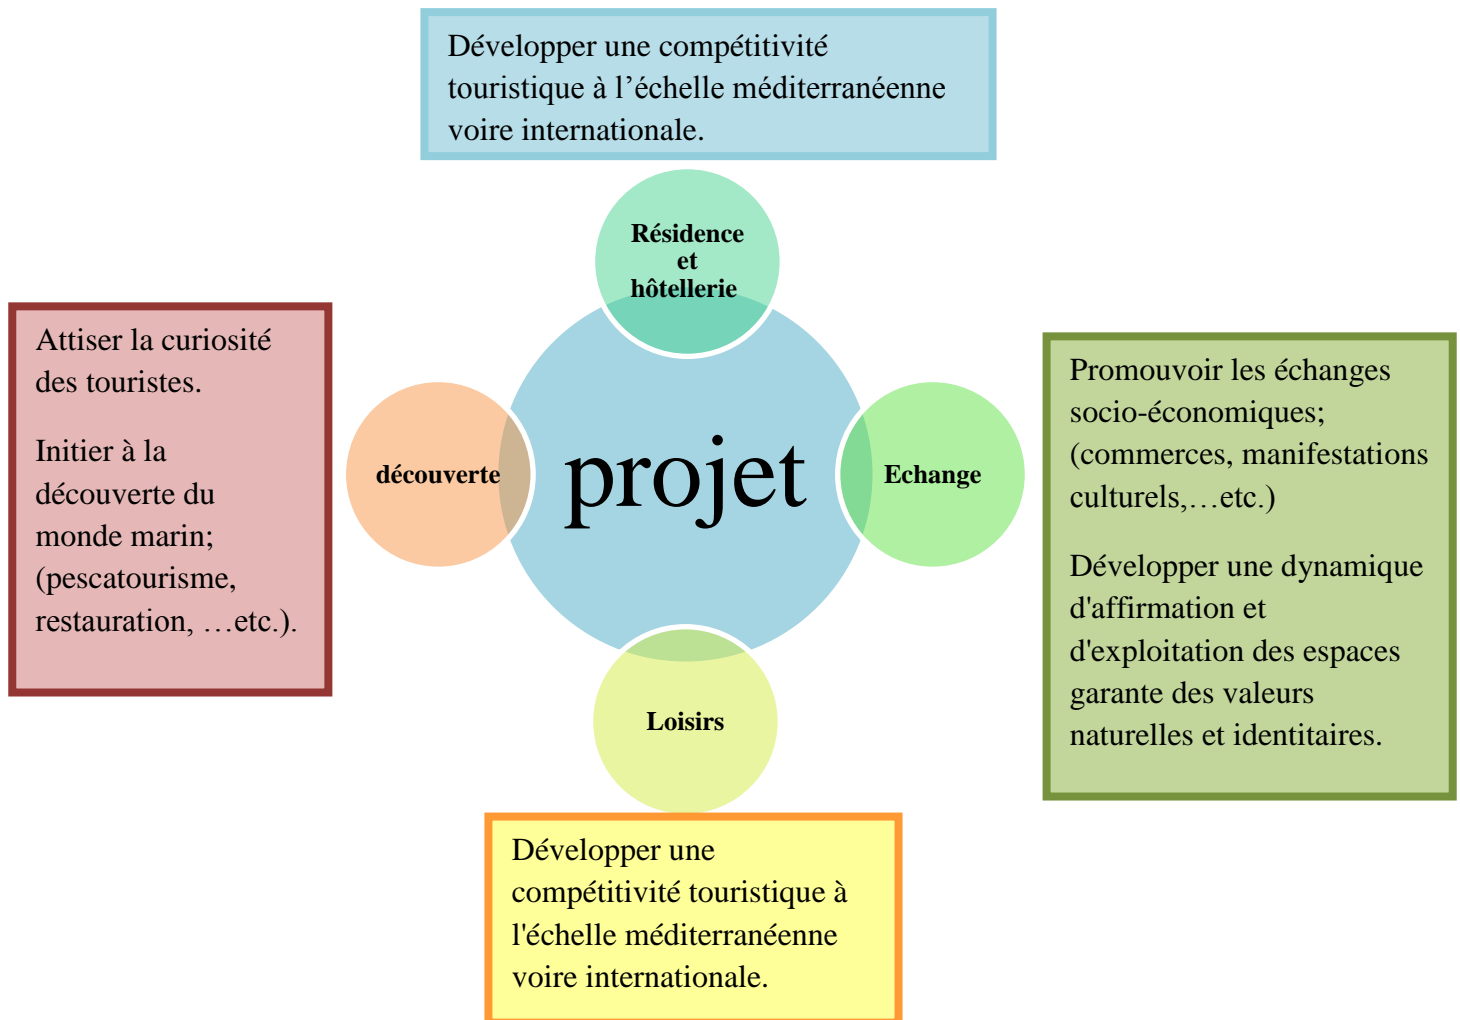 Développer une compétitivité
touristique à l’échelle méditerranéenne
voire internationale.
Résidence
et
hôtellerie
Attiser la curiosité
des touristes.
Initier à la
découverte du
monde marin;
(pescatourisme,
restauration, …etc.).
découverte
projet
Echange
Promouvoir les échanges
socio-économiques;
(commerces, manifestations
culturels,…etc.)
Développer une dynamique
d'affirmation et
d'exploitation des espaces
garante des valeurs
naturelles et identitaires.
Loisirs
Développer une
compétitivité touristique à
l'échelle méditerranéenne
voire internationale.